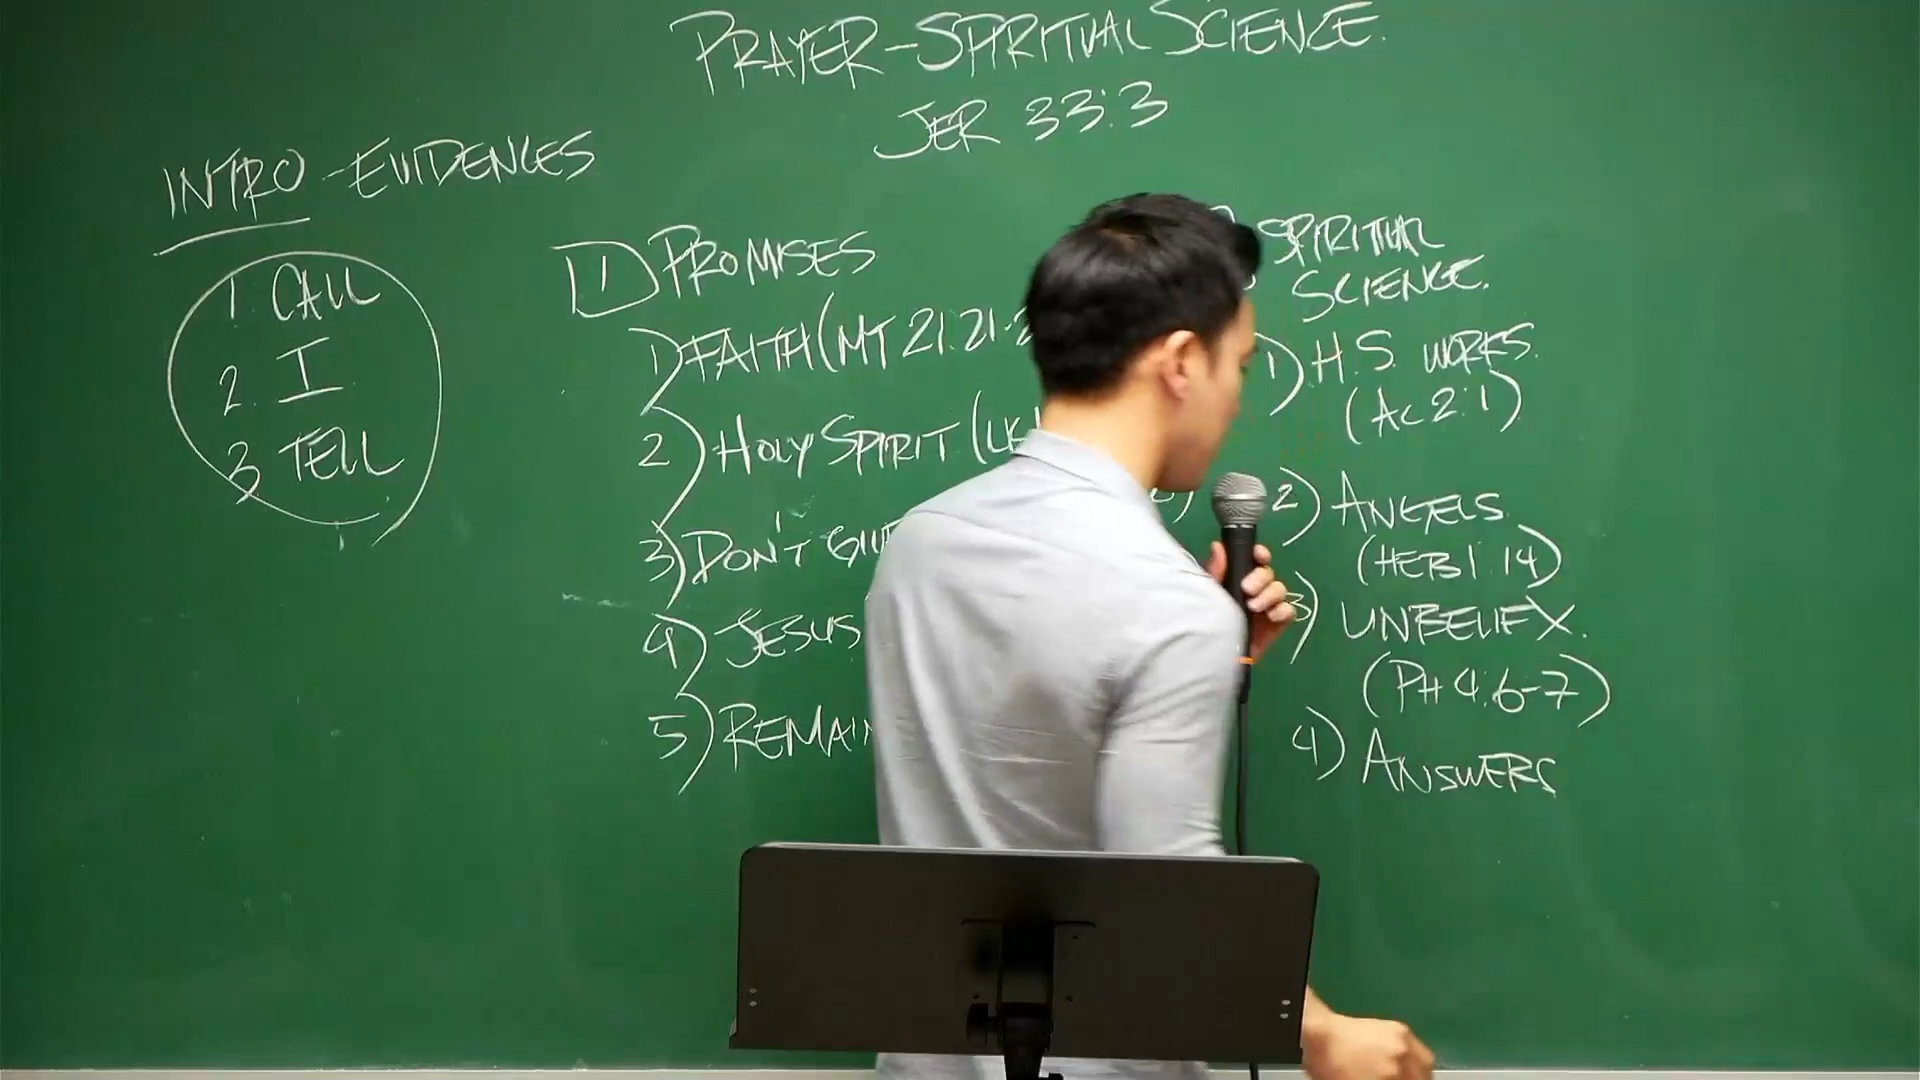 PRAYER-SPIRITUAL SCIENCE.
JER 33:3
INTRO-EVIDENCES
1. CALL
2. I
3 TELL
1 PROMISES
1) FAITH (MT 21:21-2
2) HOLY SPIRIT (LK
3) DON'T
4) JESUS
5) REMAIN
SPIRITUAL
SCIENCE.
1) H.S. WORKS.
(AC 2:1)
2) ANGELS.
(HEB 1:14)
3) UNBELIEF X.
(PH 4:6-7)
4) ANSWERS